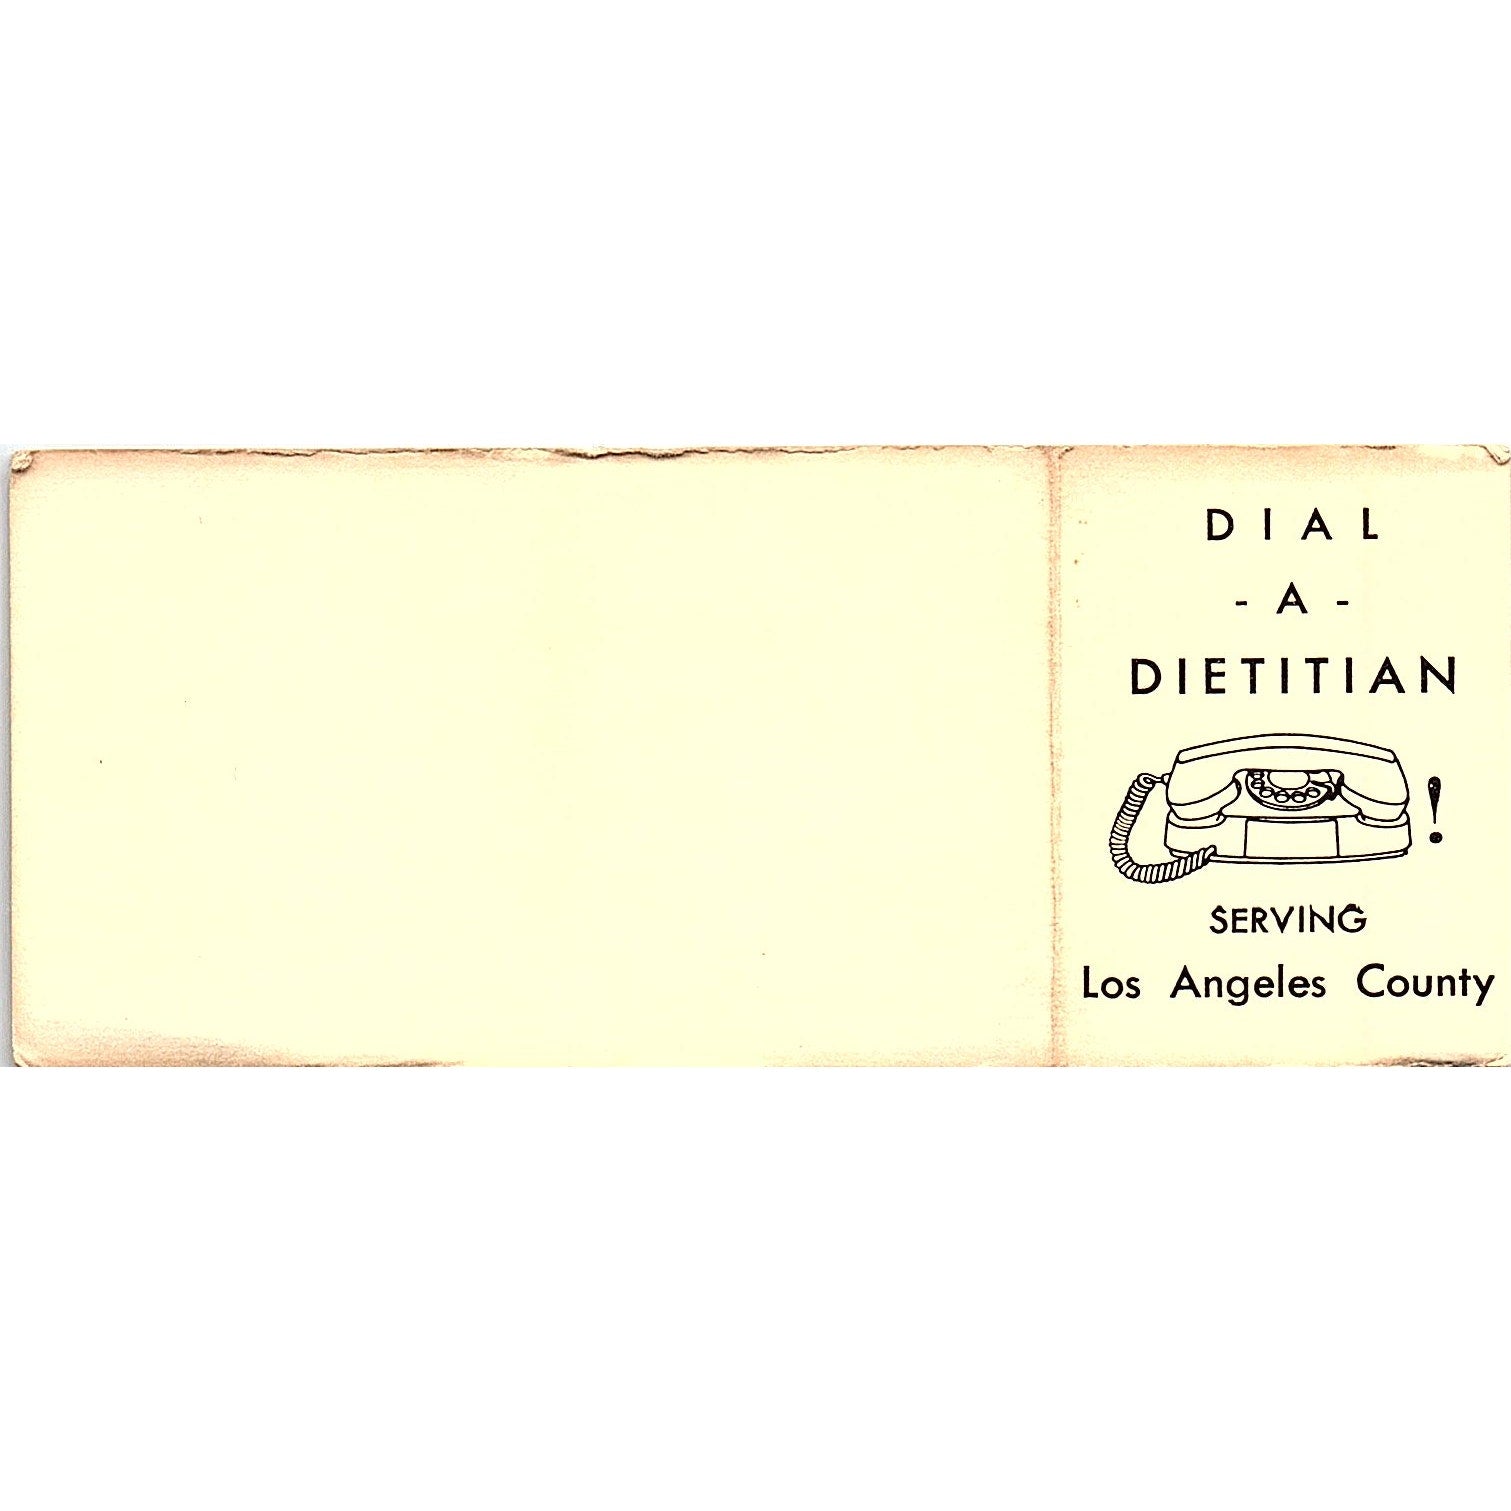 DIAL
- A -
DIETITIAN
!
SERVING
Los Angeles County